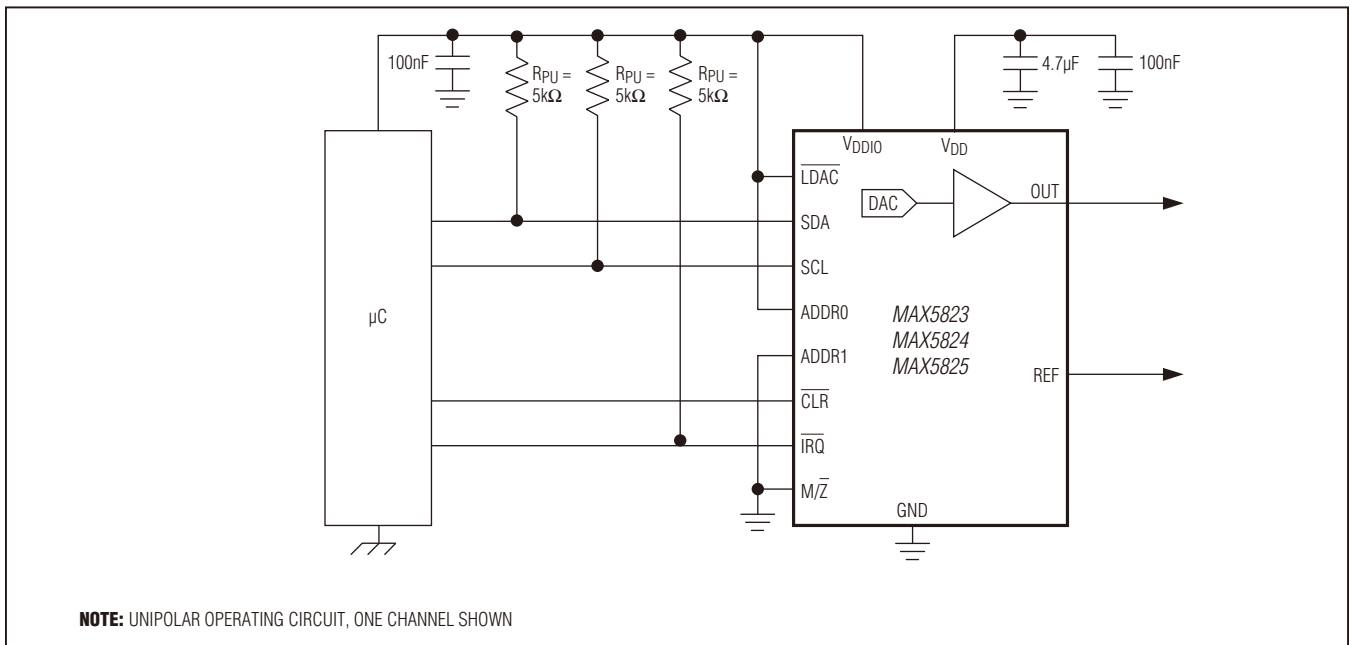 100nF
RPU =
5kΩ
RPU =
5kΩ
RPU =
5kΩ
4.7µF
100nF
VDDIO
VDD
LDAC
DAC
OUT
SDA
SCL
µC
ADDR0
MAX5823
MAX5824
ADDR1
MAX5825
REF
CLR
IRQ
M/Z
GND
NOTE: UNIPOLAR OPERATING CIRCUIT, ONE CHANNEL SHOWN